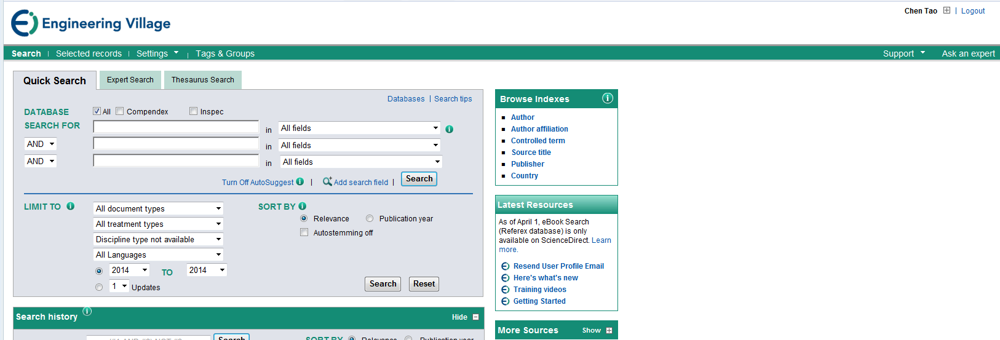 Chen Tao | Logout
Engineering Village
Search | Selected records | Settings | Tags & Groups
Support Ask an expert
Quick Search Expert Search Thesaurus Search
Databases | Search tips
DATABASE All Compendex Inspec
SEARCH FOR in All fields
AND in All fields
AND in All fields
Turn Off AutoSuggest | Add search field | Search
LIMIT TO
All document types
All treatment types
Discipline type not available
All Languages
2014 TO 2014
1 Updates
SORT BY
Relevance Publication year
Autostemming off
Search Reset
Search history
Hide
Search SORT BY Relevance Publication year
Browse Indexes
Author
Author affiliation
Controlled term
Source title
Publisher
Country
Latest Resources
As of April 1, eBook Search
(Referex database) is only
available on ScienceDirect. Learn
more.
Resend User Profile Email
Here's what's new
Training videos
Getting Started
More Sources Show